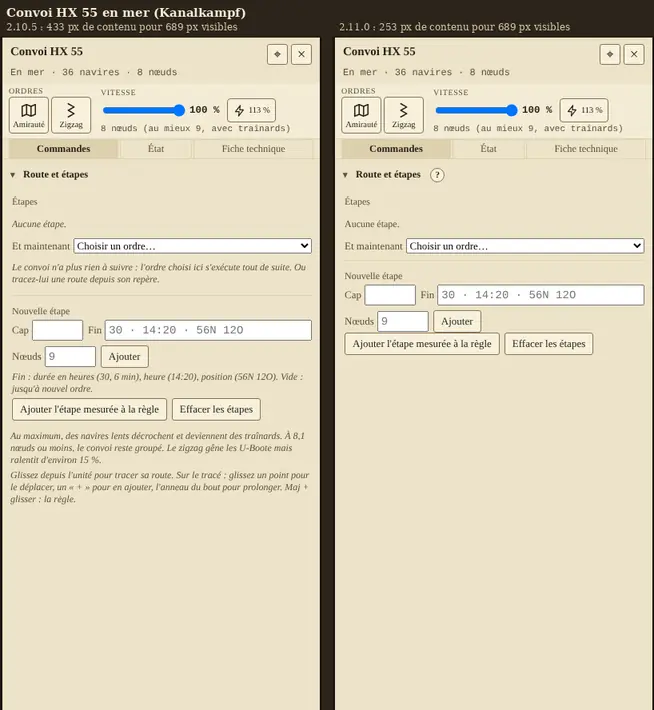 Convoi HX 55 en mer (Kanalkampf)
2.10.5 : 433 px de contenu pour 689 px visibles
Convoi HX 55
En mer · 36 navires · 8 nœuds
ORDRES
VITESSE
Amirauté
Zigzag
100 %
113 %
8 nœuds (au mieux 9, avec traînards)
Commandes
État
Fiche technique
▾ Route et étapes
Étapes
Aucune étape.
Et maintenant Choisir un ordre…
Le convoi n'a plus rien à suivre : l'ordre choisi ici s'exécute tout de suite. Ou
tracez-lui une route depuis son repère.
Nouvelle étape
Cap
Fin 30 · 14:20 · 56N 12O
Nœuds 9
Ajouter
Fin : durée en heures (30, 6 min), heure (14:20), position (56N 12O). Vide :
jusqu'à nouvel ordre.
Ajouter l'étape mesurée à la règle
Effacer les étapes
Au maximum, des navires lents décrochent et deviennent des traînards. À 8,1
nœuds ou moins, le convoi reste groupé. Le zigzag gêne les U-Boote mais
ralentit d'environ 15 %.
Glissez depuis l'unité pour tracer sa route. Sur le tracé : glissez un point pour
le déplacer, un « + » pour en ajouter, l'anneau du bout pour prolonger. Maj +
glisser : la règle.
2.11.0 : 253 px de contenu pour 689 px visibles
Convoi HX 55
En mer · 36 navires · 8 nœuds
ORDRES
VITESSE
Amirauté
Zigzag
100 %
113 %
8 nœuds (au mieux 9, avec traînards)
Commandes
État
Fiche technique
▾ Route et étapes ?
Étapes
Aucune étape.
Et maintenant Choisir un ordre…
Nouvelle étape
Cap
Fin 30 · 14:20 · 56N 12O
Nœuds 9
Ajouter
Ajouter l'étape mesurée à la règle
Effacer les étapes